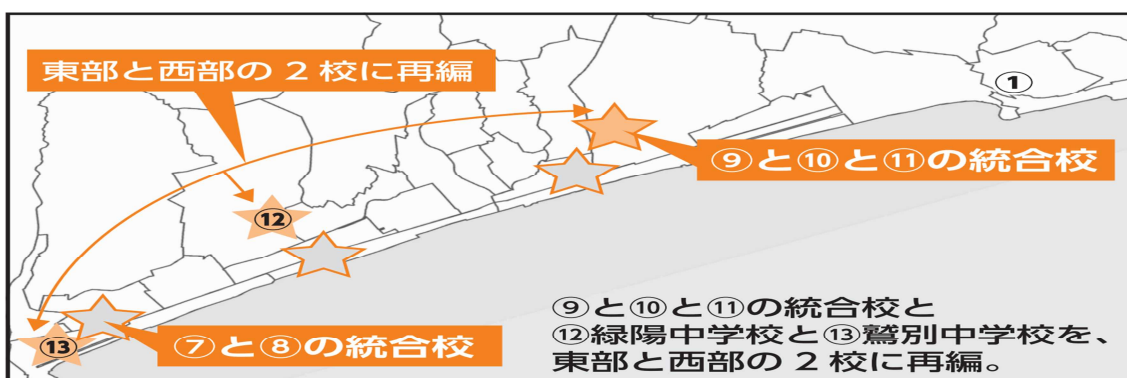 東部と西部の2校に再編
①
⑨と⑩と⑪の統合校
⑫
⑬
⑦と⑧の統合校
⑨と⑩と⑪の統合校と
⑫緑陽中学校と⑬鷲別中学校を、
東部と西部の2校に再編。